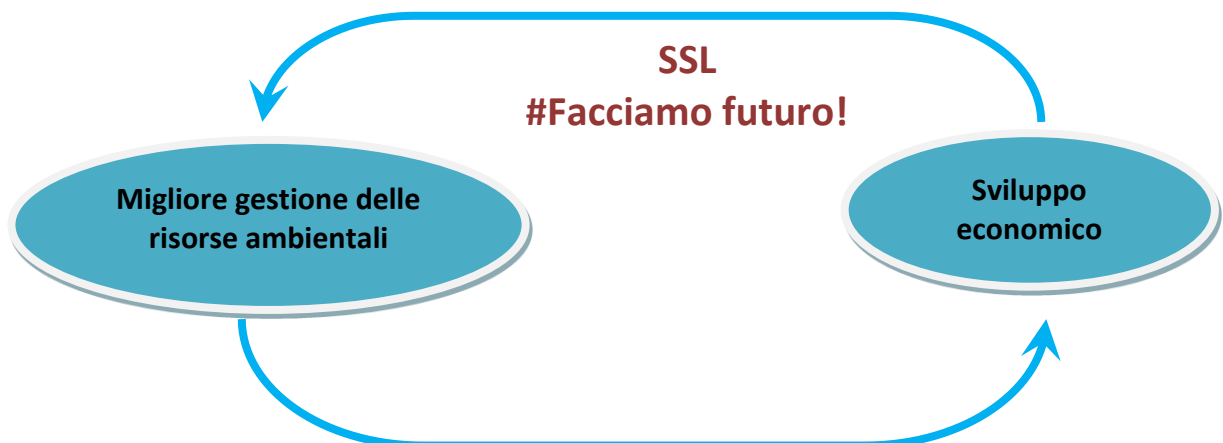 SSL
#Facciamo futuro!
Migliore gestione delle
risorse ambientali
Sviluppo
economico